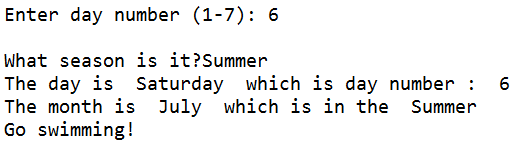 Enter day number (1-7): 6
What season is it?Summer
The day is  Saturday  which is day number :  6
The month is  July  which is in the  Summer
Go swimming!